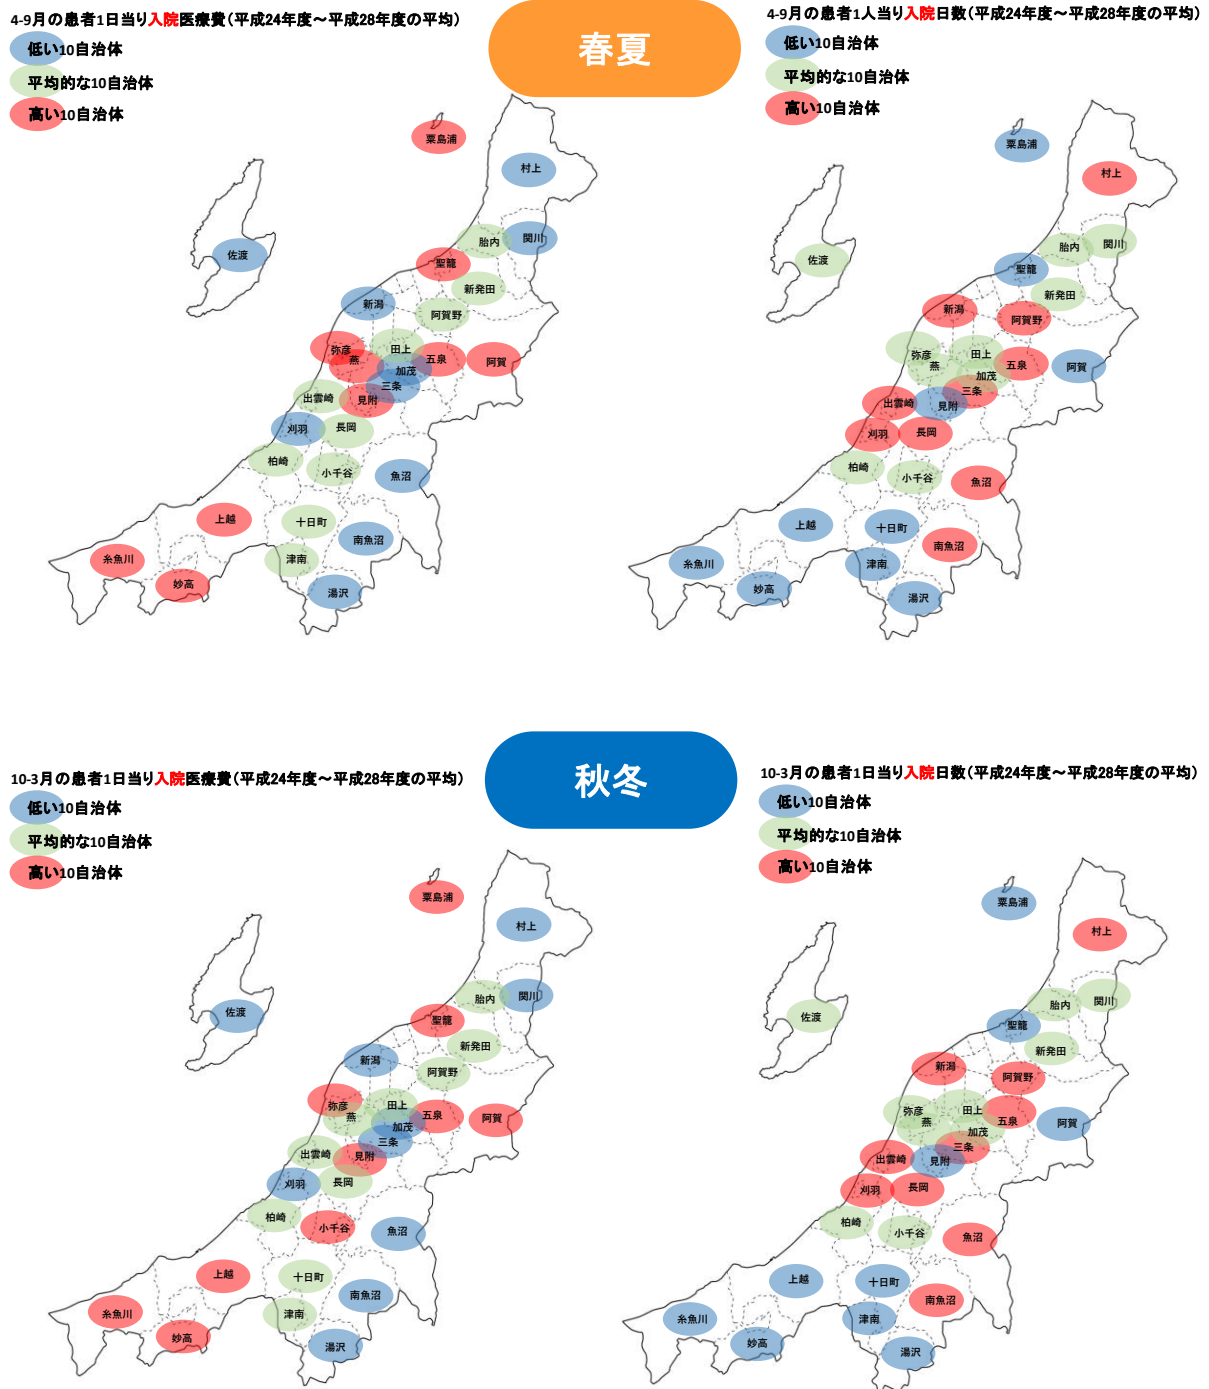 春夏
4-9月の患者1日当り入院医療費(平成24年度～平成28年度の平均)
低い10自治体
平均的な10自治体
高い10自治体
粟島浦
村上
佐渡
胎内
関川
聖籠
新発田
新潟
阿賀野
弥彦
燕
田上
加茂
五泉
阿賀
三条
出雲崎
見附
刈羽
長岡
柏崎
小千谷
魚沼
上越
十日町
南魚沼
糸魚川
津南
妙高
湯沢
4-9月の患者1人当り入院日数(平成24年度～平成28年度の平均)
低い10自治体
平均的な10自治体
高い10自治体
粟島浦
村上
佐渡
胎内
関川
聖籠
新発田
新潟
阿賀野
弥彦
燕
田上
加茂
五泉
阿賀
三条
出雲崎
見附
刈羽
長岡
柏崎
小千谷
魚沼
上越
十日町
南魚沼
糸魚川
津南
妙高
湯沢
秋冬
10-3月の患者1日当り入院医療費(平成24年度～平成28年度の平均)
低い10自治体
平均的な10自治体
高い10自治体
粟島浦
村上
佐渡
胎内
関川
聖籠
新発田
新潟
阿賀野
弥彦
燕
田上
加茂
五泉
阿賀
三条
出雲崎
見附
刈羽
長岡
柏崎
小千谷
魚沼
上越
十日町
南魚沼
糸魚川
津南
妙高
湯沢
10-3月の患者1日当り入院日数(平成24年度～平成28年度の平均)
低い10自治体
平均的な10自治体
高い10自治体
粟島浦
村上
佐渡
胎内
関川
聖籠
新発田
新潟
阿賀野
弥彦
燕
田上
加茂
五泉
阿賀
三条
出雲崎
見附
刈羽
長岡
柏崎
小千谷
魚沼
上越
十日町
南魚沼
糸魚川
津南
妙高
湯沢